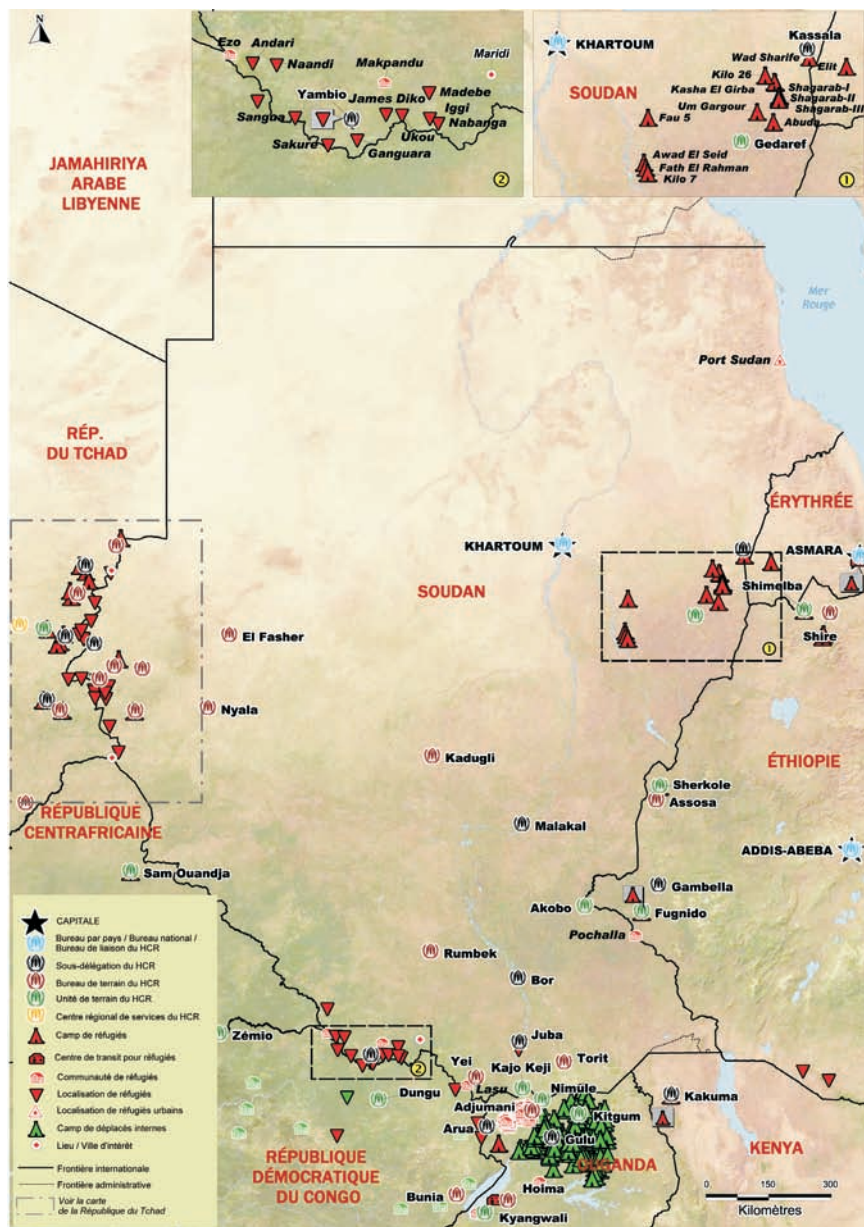 N
Ezo
Andari
Naandi
Makpandu
Maridi
Yambio
James Diko
Madebe
Iggi
Nabanga
Sangba
Ukou
Sakure
Ganguara
2
KHARTOUM
Kassala
Wad Sharife
Elit
Kilo 26
SOUDAN
Kasha El Girba
Shagarab-I
Shagarab-II
Shagarab-III
Um Gargour
Fau 5
Abuda
Gedaref
Awad El Seid
Fath El Rahman
Kilo 7
1
JAMAHIRIYA
ARABE
LIBYENNE
Mer
Rouge
Port Sudan
RÉP.
DU TCHAD
ÉRYTHRÉE
KHARTOUM
ASMARA
SOUDAN
Shimelba
El Fasher
Shire
1
Nyala
Kadugli
ÉTHIOPIE
Sherkole
Assosa
RÉPUBLIQUE
CENTRAFRICAINE
Malakal
ADDIS-ABEBA
Sam Ouandja
Gambella
Akobo
Fugnido
Pochalla
Rumbek
Bor
Zémio
Juba
2
Yei
Kajo Keji
Torit
Lasu
Nimule
Kakuma
Dungu
Adjumani
Kitgum
Arua
Gulu
RÉPUBLIQUE
DÉMOCRATIQUE
DU CONGO
OUGANDA
KENYA
Bunia
Hoima
Kyangwali
CAPITALE
Bureau par pays / Bureau national /
Bureau de liaison du HCR
Sous-délégation du HCR
Bureau de terrain du HCR
Unité de terrain du HCR
Centre régional de services du HCR
Camp de réfugiés
Centre de transit pour réfugiés
Communauté de réfugiés
Localisation de réfugiés
Localisation de réfugiés urbains
Camp de déplacés internes
Lieu / Ville d'intérêt
Frontière internationale
Frontière administrative
Voir la carte
de la République du Tchad
0 75 150 300
Kilomètres